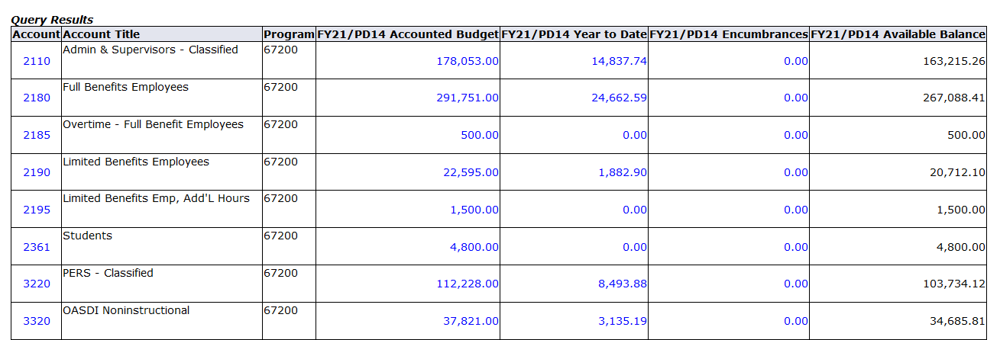 Query Results
Account Account Title Program FY21/PD14 Accounted Budget FY21/PD14 Year to Date FY21/PD14 Encumbrances FY21/PD14 Available Balance
2110 Admin & Supervisors - Classified 67200 178,053.00 14,837.74 0.00 163,215.26
2180 Full Benefits Employees 67200 291,751.00 24,662.59 0.00 267,088.41
2185 Overtime - Full Benefit Employees 67200 500.00 0.00 0.00 500.00
2190 Limited Benefits Employees 67200 22,595.00 1,882.90 0.00 20,712.10
2195 Limited Benefits Emp, Add'L Hours 67200 1,500.00 0.00 0.00 1,500.00
2361 Students 67200 4,800.00 0.00 0.00 4,800.00
3220 PERS - Classified 67200 112,228.00 8,493.88 0.00 103,734.12
3320 OASDI Noninstructional 67200 37,821.00 3,135.19 0.00 34,685.81